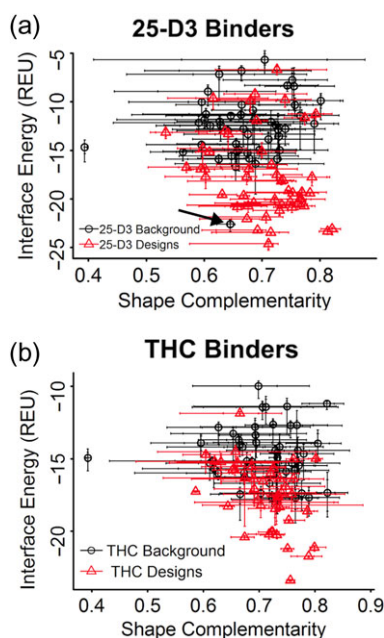 (a)
25-D3 Binders
Interface Energy (REU)
−5
−10
−15
−20
−25
25-D3 Background
25-D3 Designs
0.4 0.5 0.6 0.7 0.8
Shape Complementarity
(b)
THC Binders
Interface Energy (REU)
−10
−15
−20
THC Background
THC Designs
0.4 0.5 0.6 0.7 0.8 0.9
Shape Complementarity